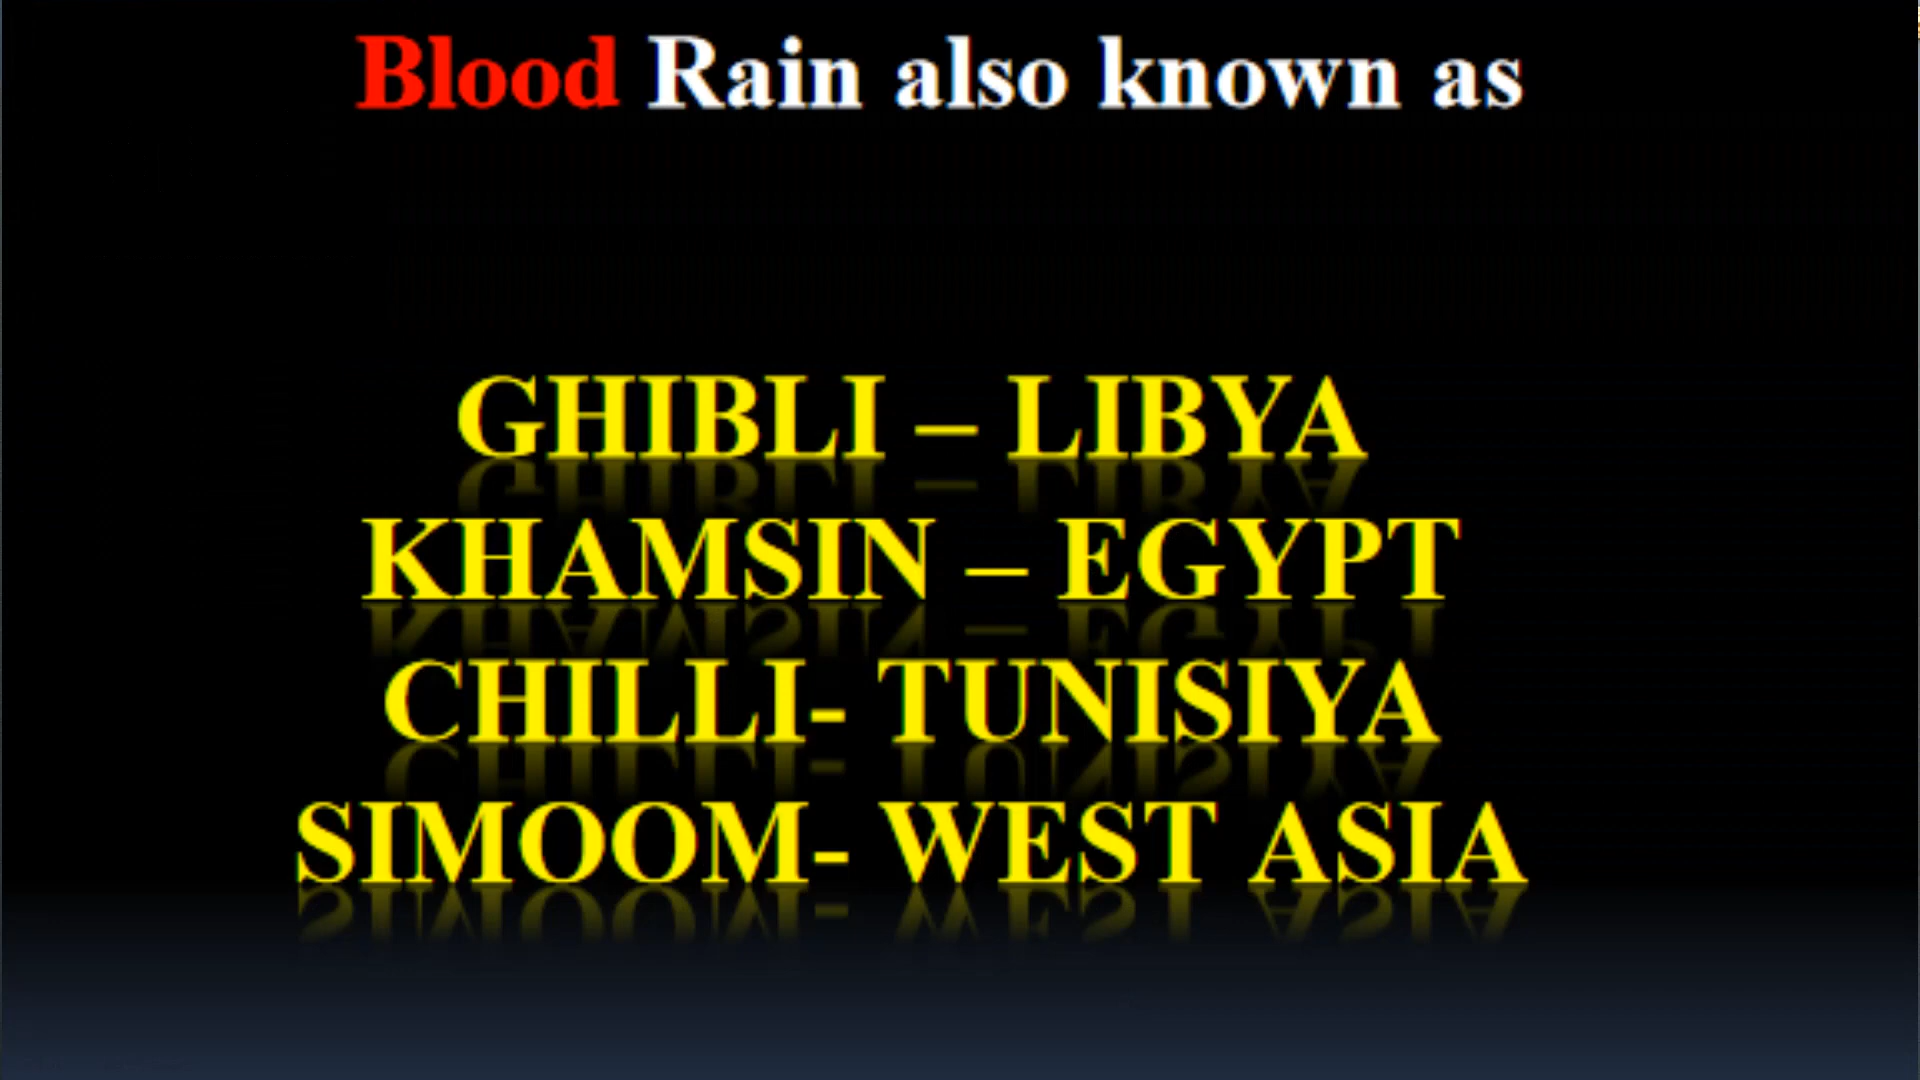 Blood Rain also known as
GHIBLI – LIBYA
KHAMSIN – EGYPT
CHILLI- TUNISIYA
SIMOOM- WEST ASIA